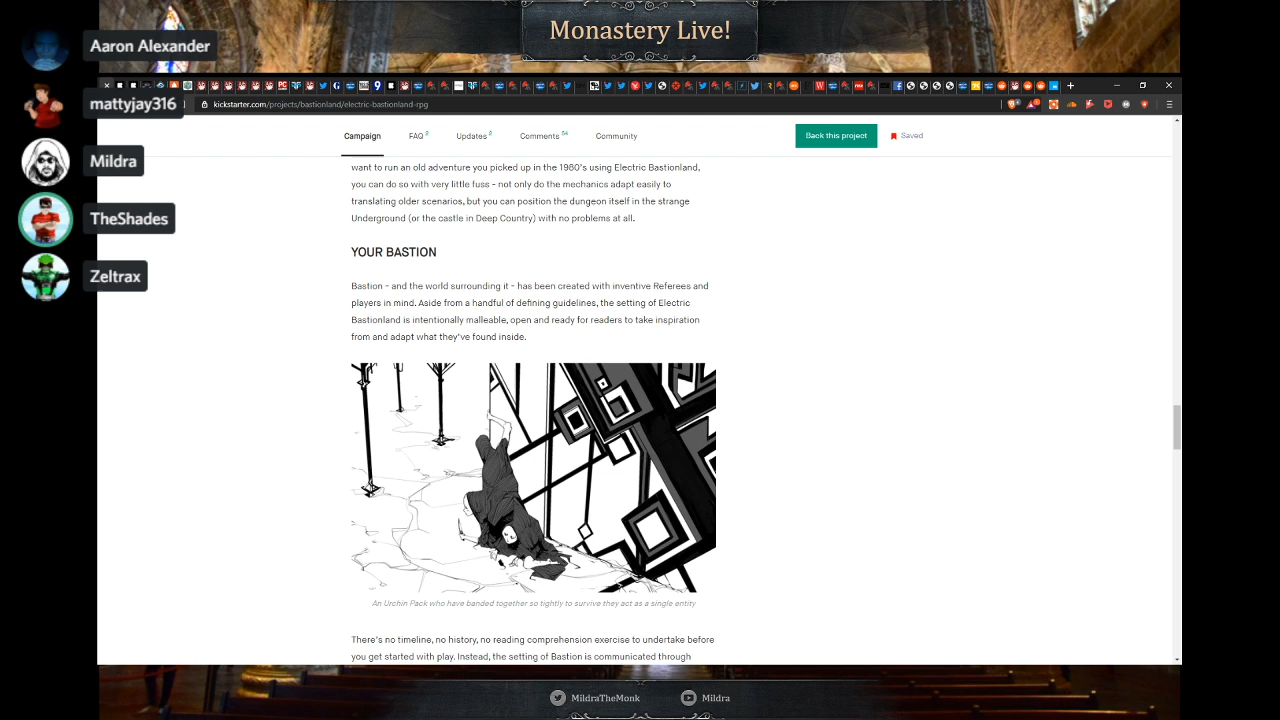 Monastery Live!
Aaron Alexander
mattyjay316
Mildra
TheShades
Zeltrax
kickstarter.com/projects/bastionland/electric-bastionland-rpg
Campaign FAQ 2 Updates 2 Comments 54 Community Back this project Saved
want to run an old adventure you picked up in the 1980's using Electric Bastionland,
you can do so with very little fuss - not only do the mechanics adapt easily to
translating older scenarios, but you can position the dungeon itself in the strange
Underground (or the castle in Deep Country) with no problems at all.
YOUR BASTION
Bastion - and the world surrounding it - has been created with inventive Referees and
players in mind. Aside from a handful of defining guidelines, the setting of Electric
Bastionland is intentionally malleable, open and ready for readers to take inspiration
from and adapt what they've found inside.
An Urchin Pack who have banded together so tightly to survive they act as a single entity
There's no timeline, no history, no reading comprehension exercise to undertake before
you get started with play. Instead, the setting of Bastion is communicated through
MildraTheMonk Mildra